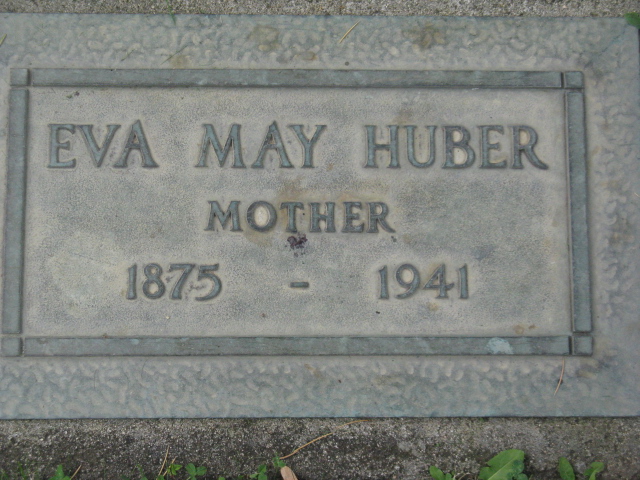 EVA MAY HUBER
MOTHER
1875 - 1941